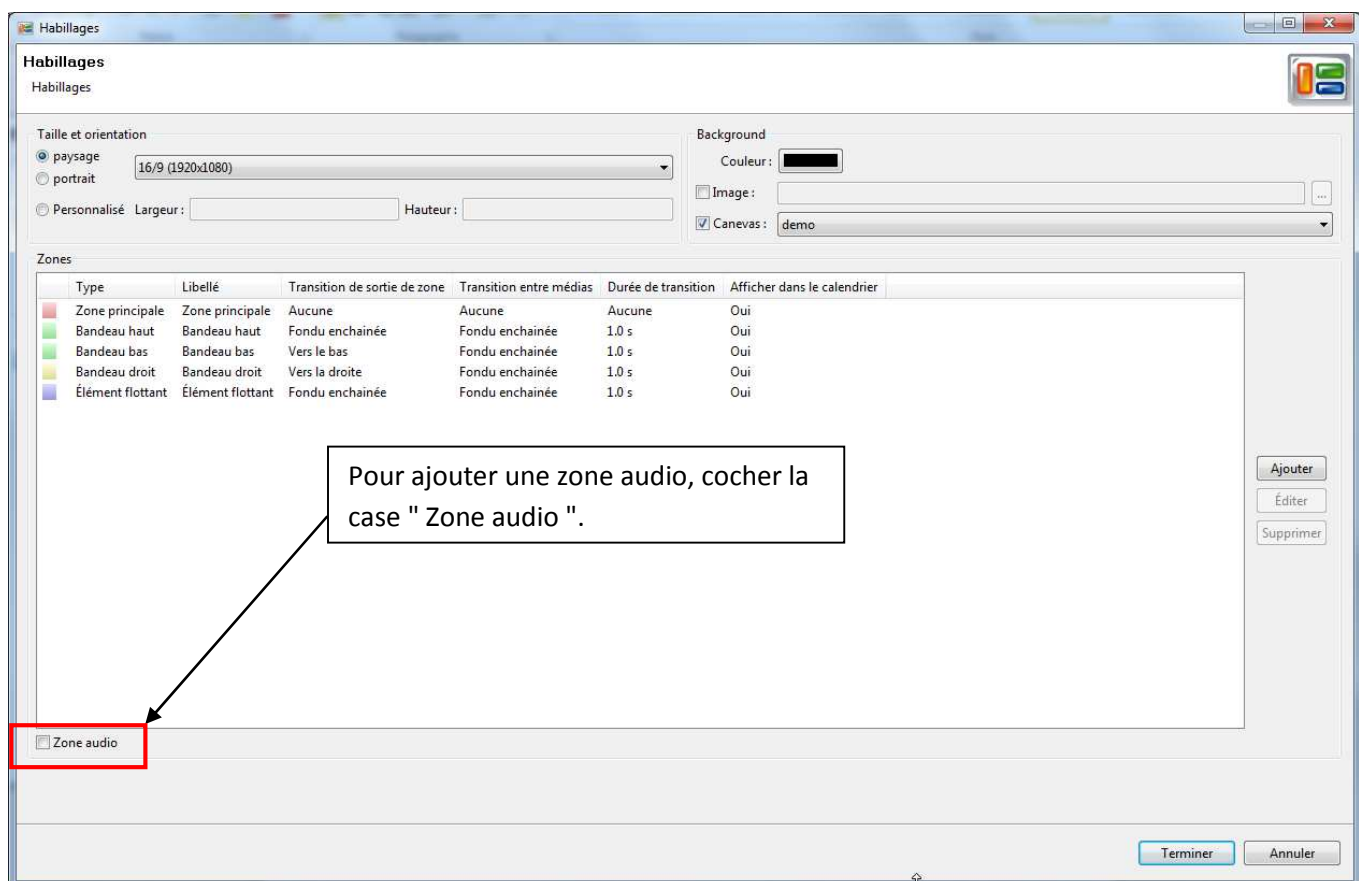 Habillages
Habillages
Habillages
Taille et orientation
paysage
portrait
16/9 (1920x1080)
Personnalisé Largeur : Hauteur :
Background
Couleur :
Image : ...
Canevas : demo
Zones
Type Libellé Transition de sortie de zone Transition entre médias Durée de transition Afficher dans le calendrier
Zone principale Zone principale Aucune Aucune Aucune Oui
Bandeau haut Bandeau haut Fondu enchainée Fondu enchainée 1.0 s Oui
Bandeau bas Bandeau bas Vers le bas Fondu enchainée 1.0 s Oui
Bandeau droit Bandeau droit Vers la droite Fondu enchainée 1.0 s Oui
Élément flottant Élément flottant Fondu enchainée Fondu enchainée 1.0 s Oui
Pour ajouter une zone audio, cocher la
case " Zone audio ".
Ajouter
Éditer
Supprimer
Zone audio
Terminer Annuler